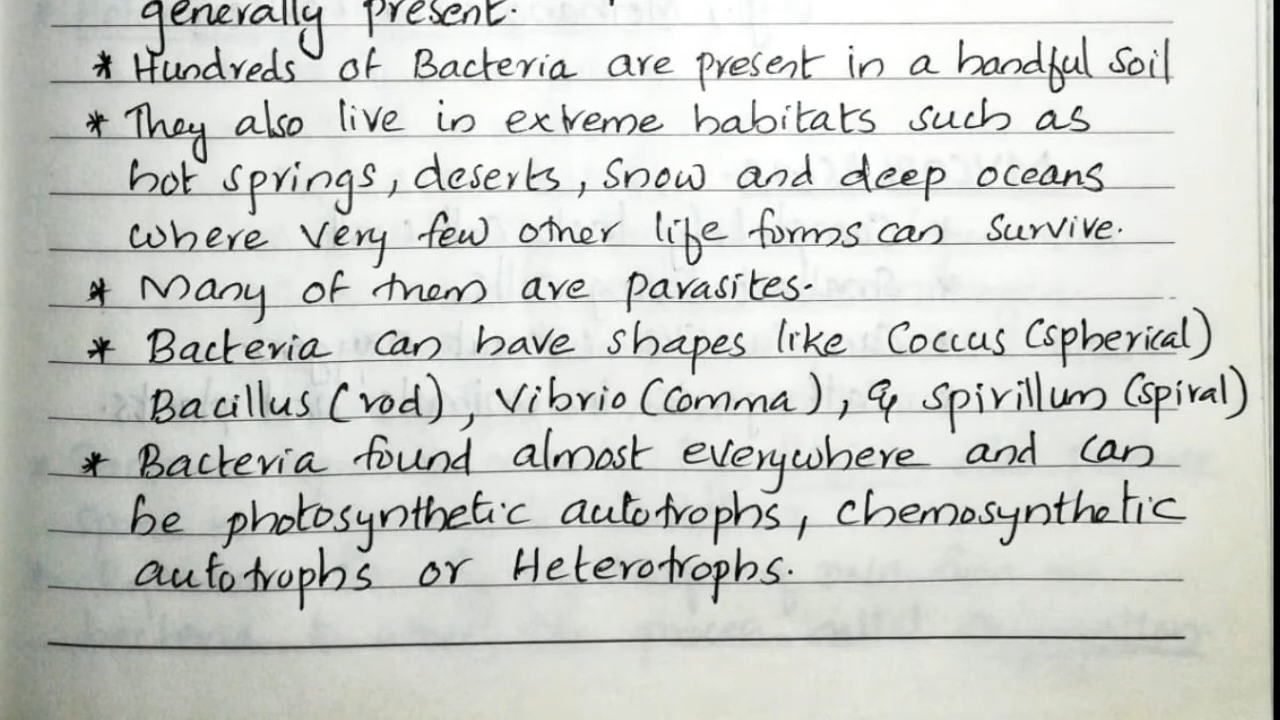 generally present.
* Hundreds of Bacteria are present in a handful Soil
* They also live in extreme habitats such as
hot springs, deserts, snow and deep oceans
where very few other life forms can survive.
* Many of them are parasites.
* Bacteria can have shapes like Coccus (spherical)
Bacillus (rod), Vibrio (comma), & spirillum (spiral)
* Bacteria found almost everywhere and can
be photosynthetic autotrophs, chemosynthetic
autotrophs or Heterotrophs.